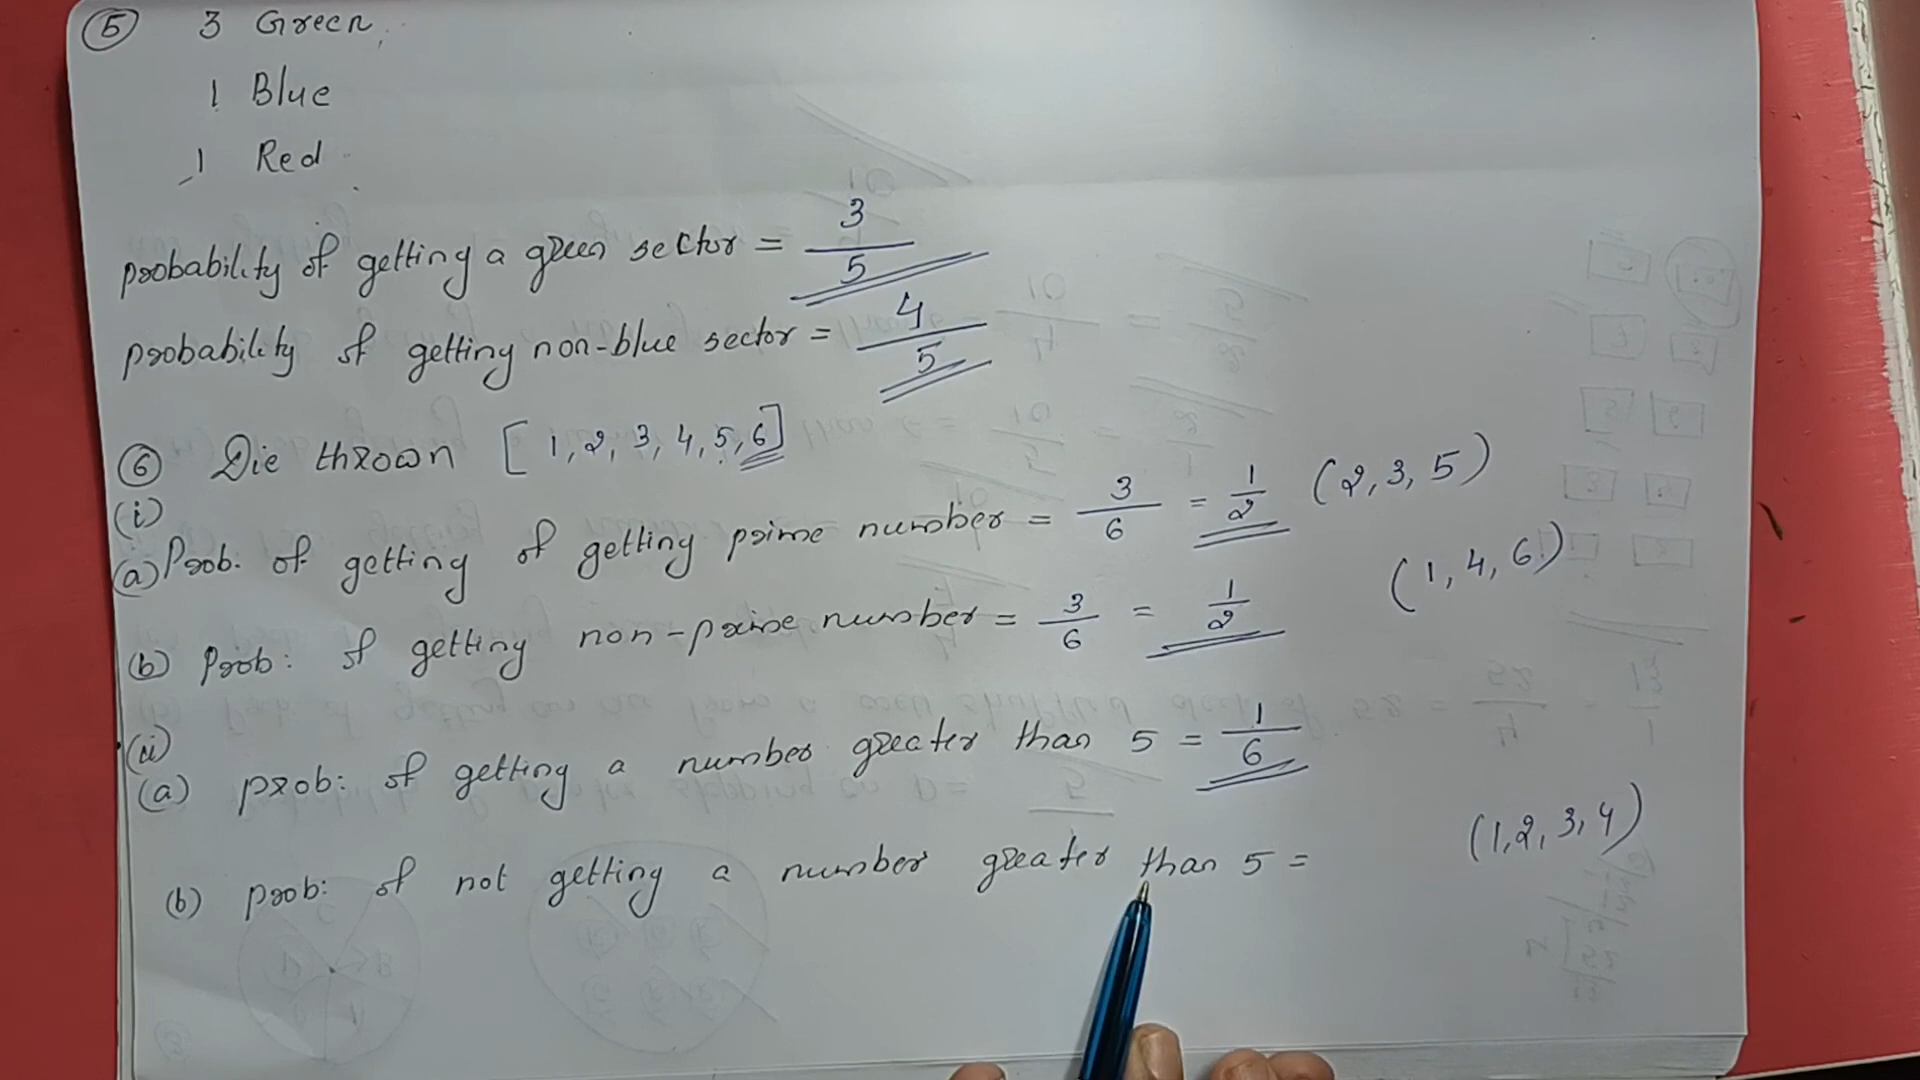 5 3 Green
1 Blue
1 Red
probability of getting a green sector = 3/5
probability of getting non-blue sector = 4/5
6 Die thrown [1, 2, 3, 4, 5, 6]
(i)
(a) Prob. of getting of getting prime number = 3/6 = 1/2 (2, 3, 5)
(b) Prob: of getting non-prime number = 3/6 = 1/2 (1, 4, 6)
(ii)
(a) prob: of getting a number greater than 5 = 1/6
(b) prob: of not getting a number greater than 5 = (1, 2, 3, 4)